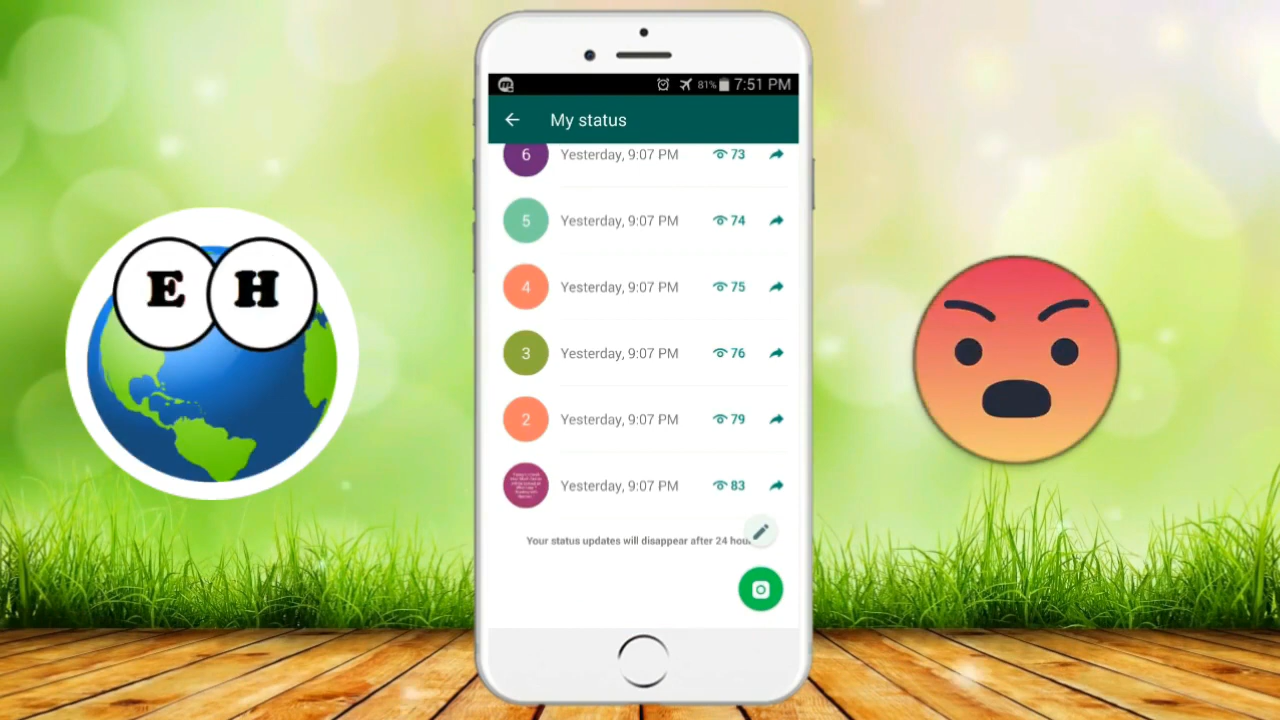 E H
81% 7:51 PM
My status
6 Yesterday, 9:07 PM 73
5 Yesterday, 9:07 PM 74
4 Yesterday, 9:07 PM 75
3 Yesterday, 9:07 PM 76
2 Yesterday, 9:07 PM 79
Yesterday, 9:07 PM 83
Your status updates will disappear after 24 hou